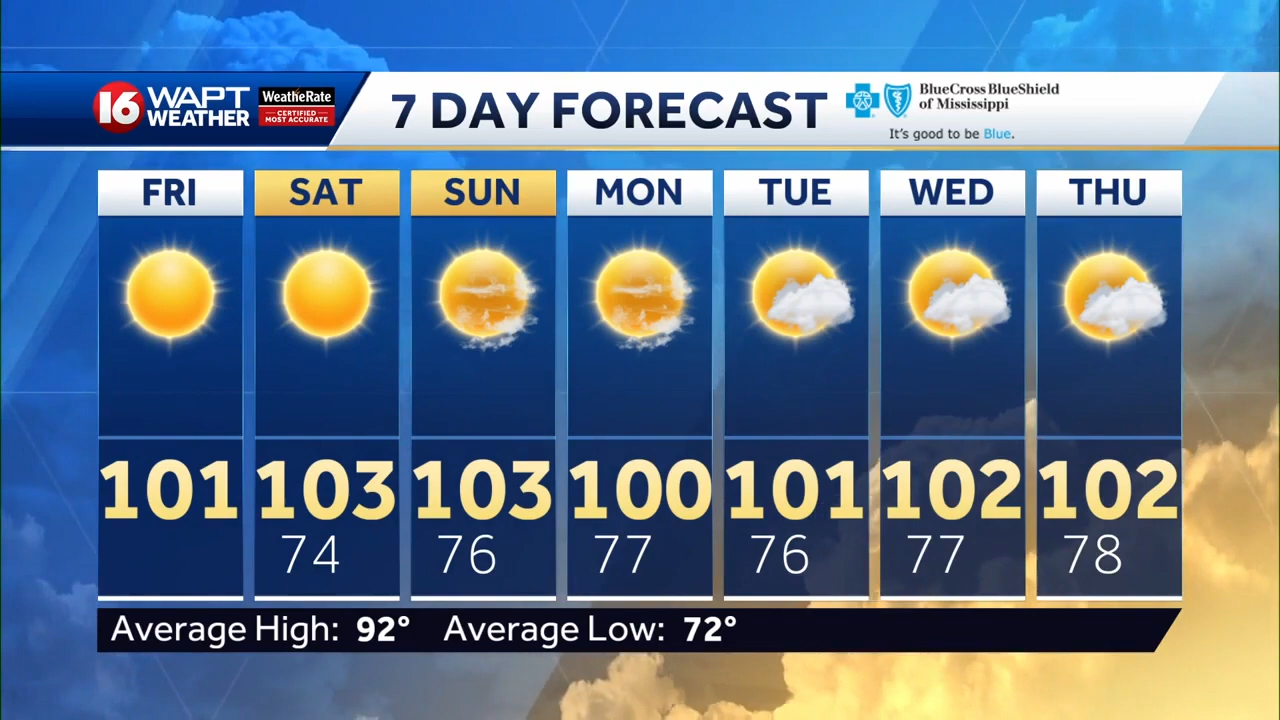 16 WAPT WEATHER
WeatheRate
CERTIFIED
MOST ACCURATE
7 DAY FORECAST
BlueCross BlueShield
of Mississippi
It's good to be Blue.
FRI SAT SUN MON TUE WED THU
101 103 103 100 101 102 102
74 76 77 76 77 78
Average High: 92° Average Low: 72°